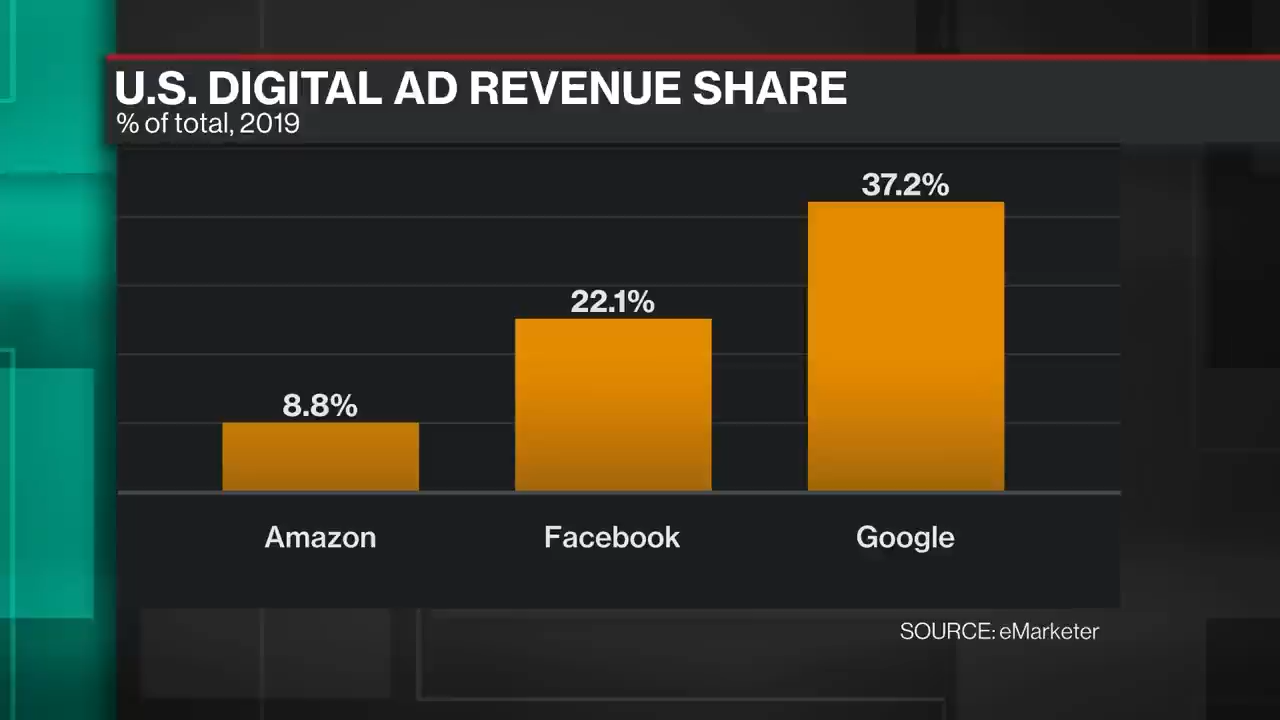 U.S. DIGITAL AD REVENUE SHARE
% of total, 2019
37.2%
22.1%
8.8%
Amazon Facebook Google
SOURCE: eMarketer